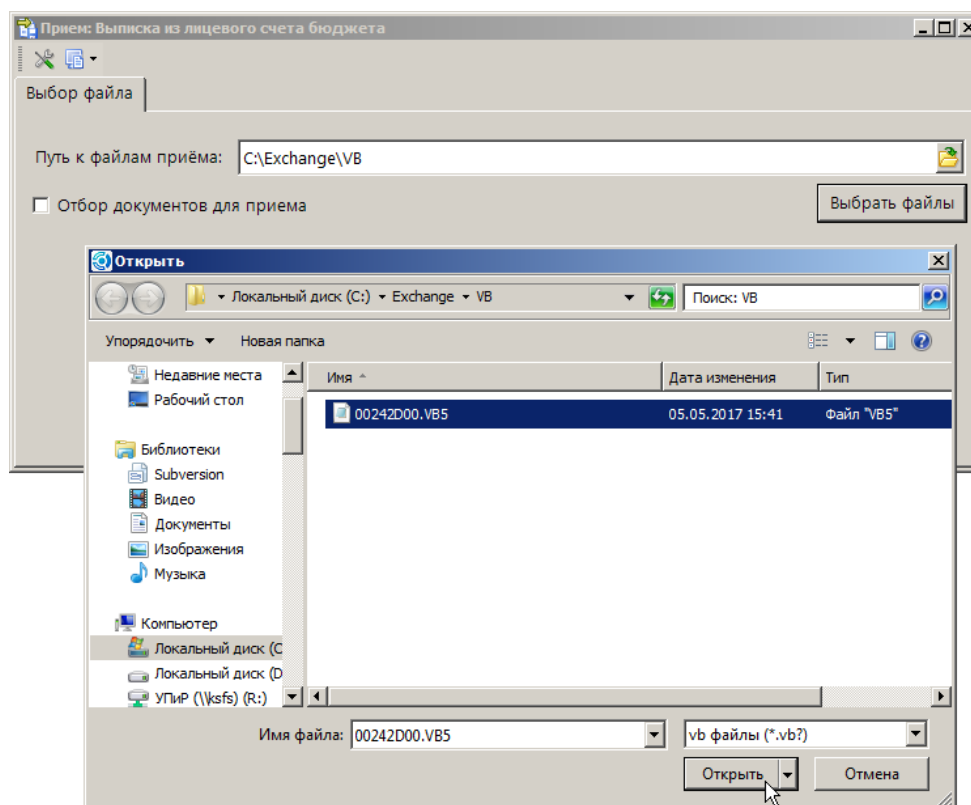 Прием: Выписка из лицевого счета бюджета
Выбор файла
Путь к файлам приёма: C:\Exchange\VB
Отбор документов для приема
Выбрать файлы
Открыть
Локальный диск (C:) Exchange VB
Поиск: VB
Упорядочить Новая папка
Недавние места
Рабочий стол
Библиотеки
Subversion
Видео
Документы
Изображения
Музыка
Компьютер
Локальный диск (C
Локальный диск (D
УПиР (\\ksfs) (R:)
Имя Дата изменения Тип
00242D00.VB5 05.05.2017 15:41 Файл "VB5"
Имя файла: 00242D00.VB5 vb файлы (*.vb?)
Открыть Отмена